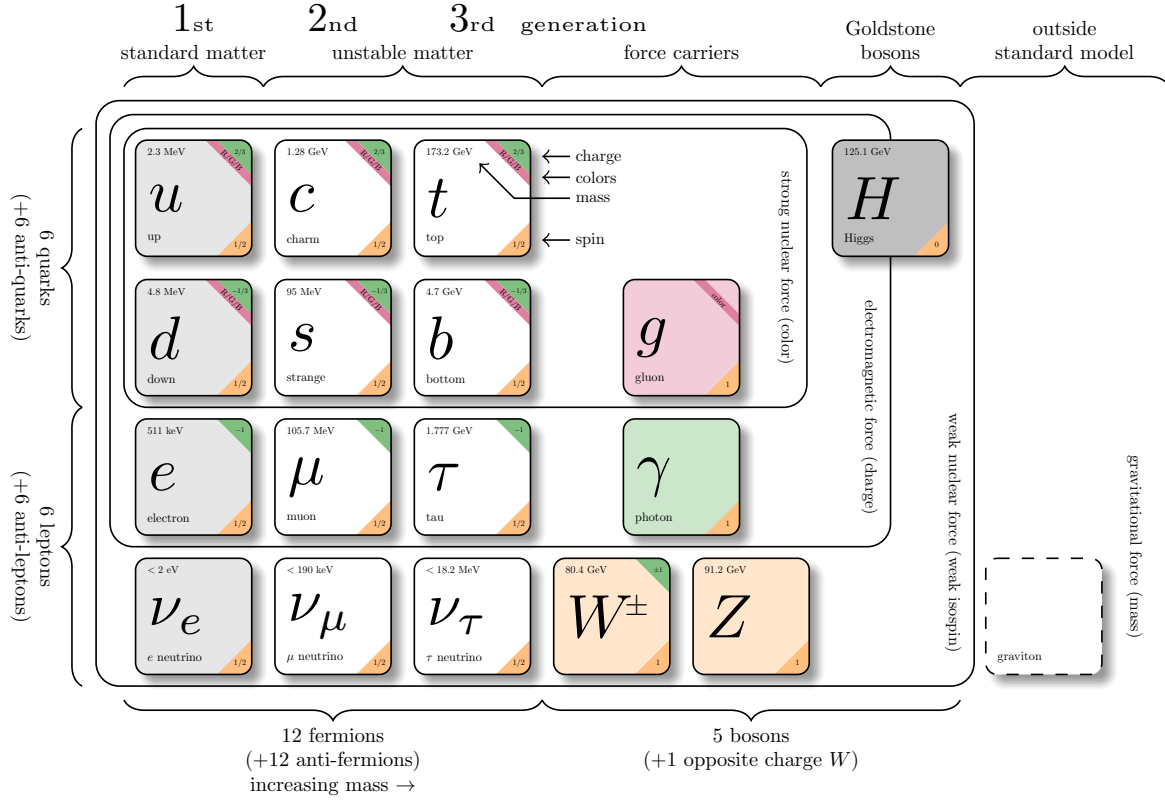 1st 2nd 3rd generation
standard matter
unstable matter
force carriers
Goldstone
bosons
outside
standard model
6 quarks
(+6 anti-quarks)
6 leptons
(+6 anti-leptons)
2.3 MeV
2/3
R/G/B
u
up
1/2
1.28 GeV
2/3
R/G/B
c
charm
1/2
173.2 GeV
2/3
R/G/B
t
top
1/2
charge
colors
mass
spin
strong nuclear force (color)
125.1 GeV
H
Higgs
0
4.8 MeV
−1/3
R/G/B
d
down
1/2
95 MeV
−1/3
R/G/B
s
strange
1/2
4.7 GeV
−1/3
R/G/B
b
bottom
1/2
color
g
gluon
1
electromagnetic force (charge)
511 keV
−1
e
electron
1/2
105.7 MeV
−1
μ
muon
1/2
1.777 GeV
−1
τ
tau
1/2
γ
photon
1
weak nuclear force (weak isospin)
gravitational force (mass)
< 2 eV
νe
e neutrino
1/2
< 190 keV
νμ
μ neutrino
1/2
< 18.2 MeV
ντ
τ neutrino
1/2
80.4 GeV
±1
W±
1
91.2 GeV
Z
1
graviton
12 fermions
(+12 anti-fermions)
increasing mass →
5 bosons
(+1 opposite charge W)